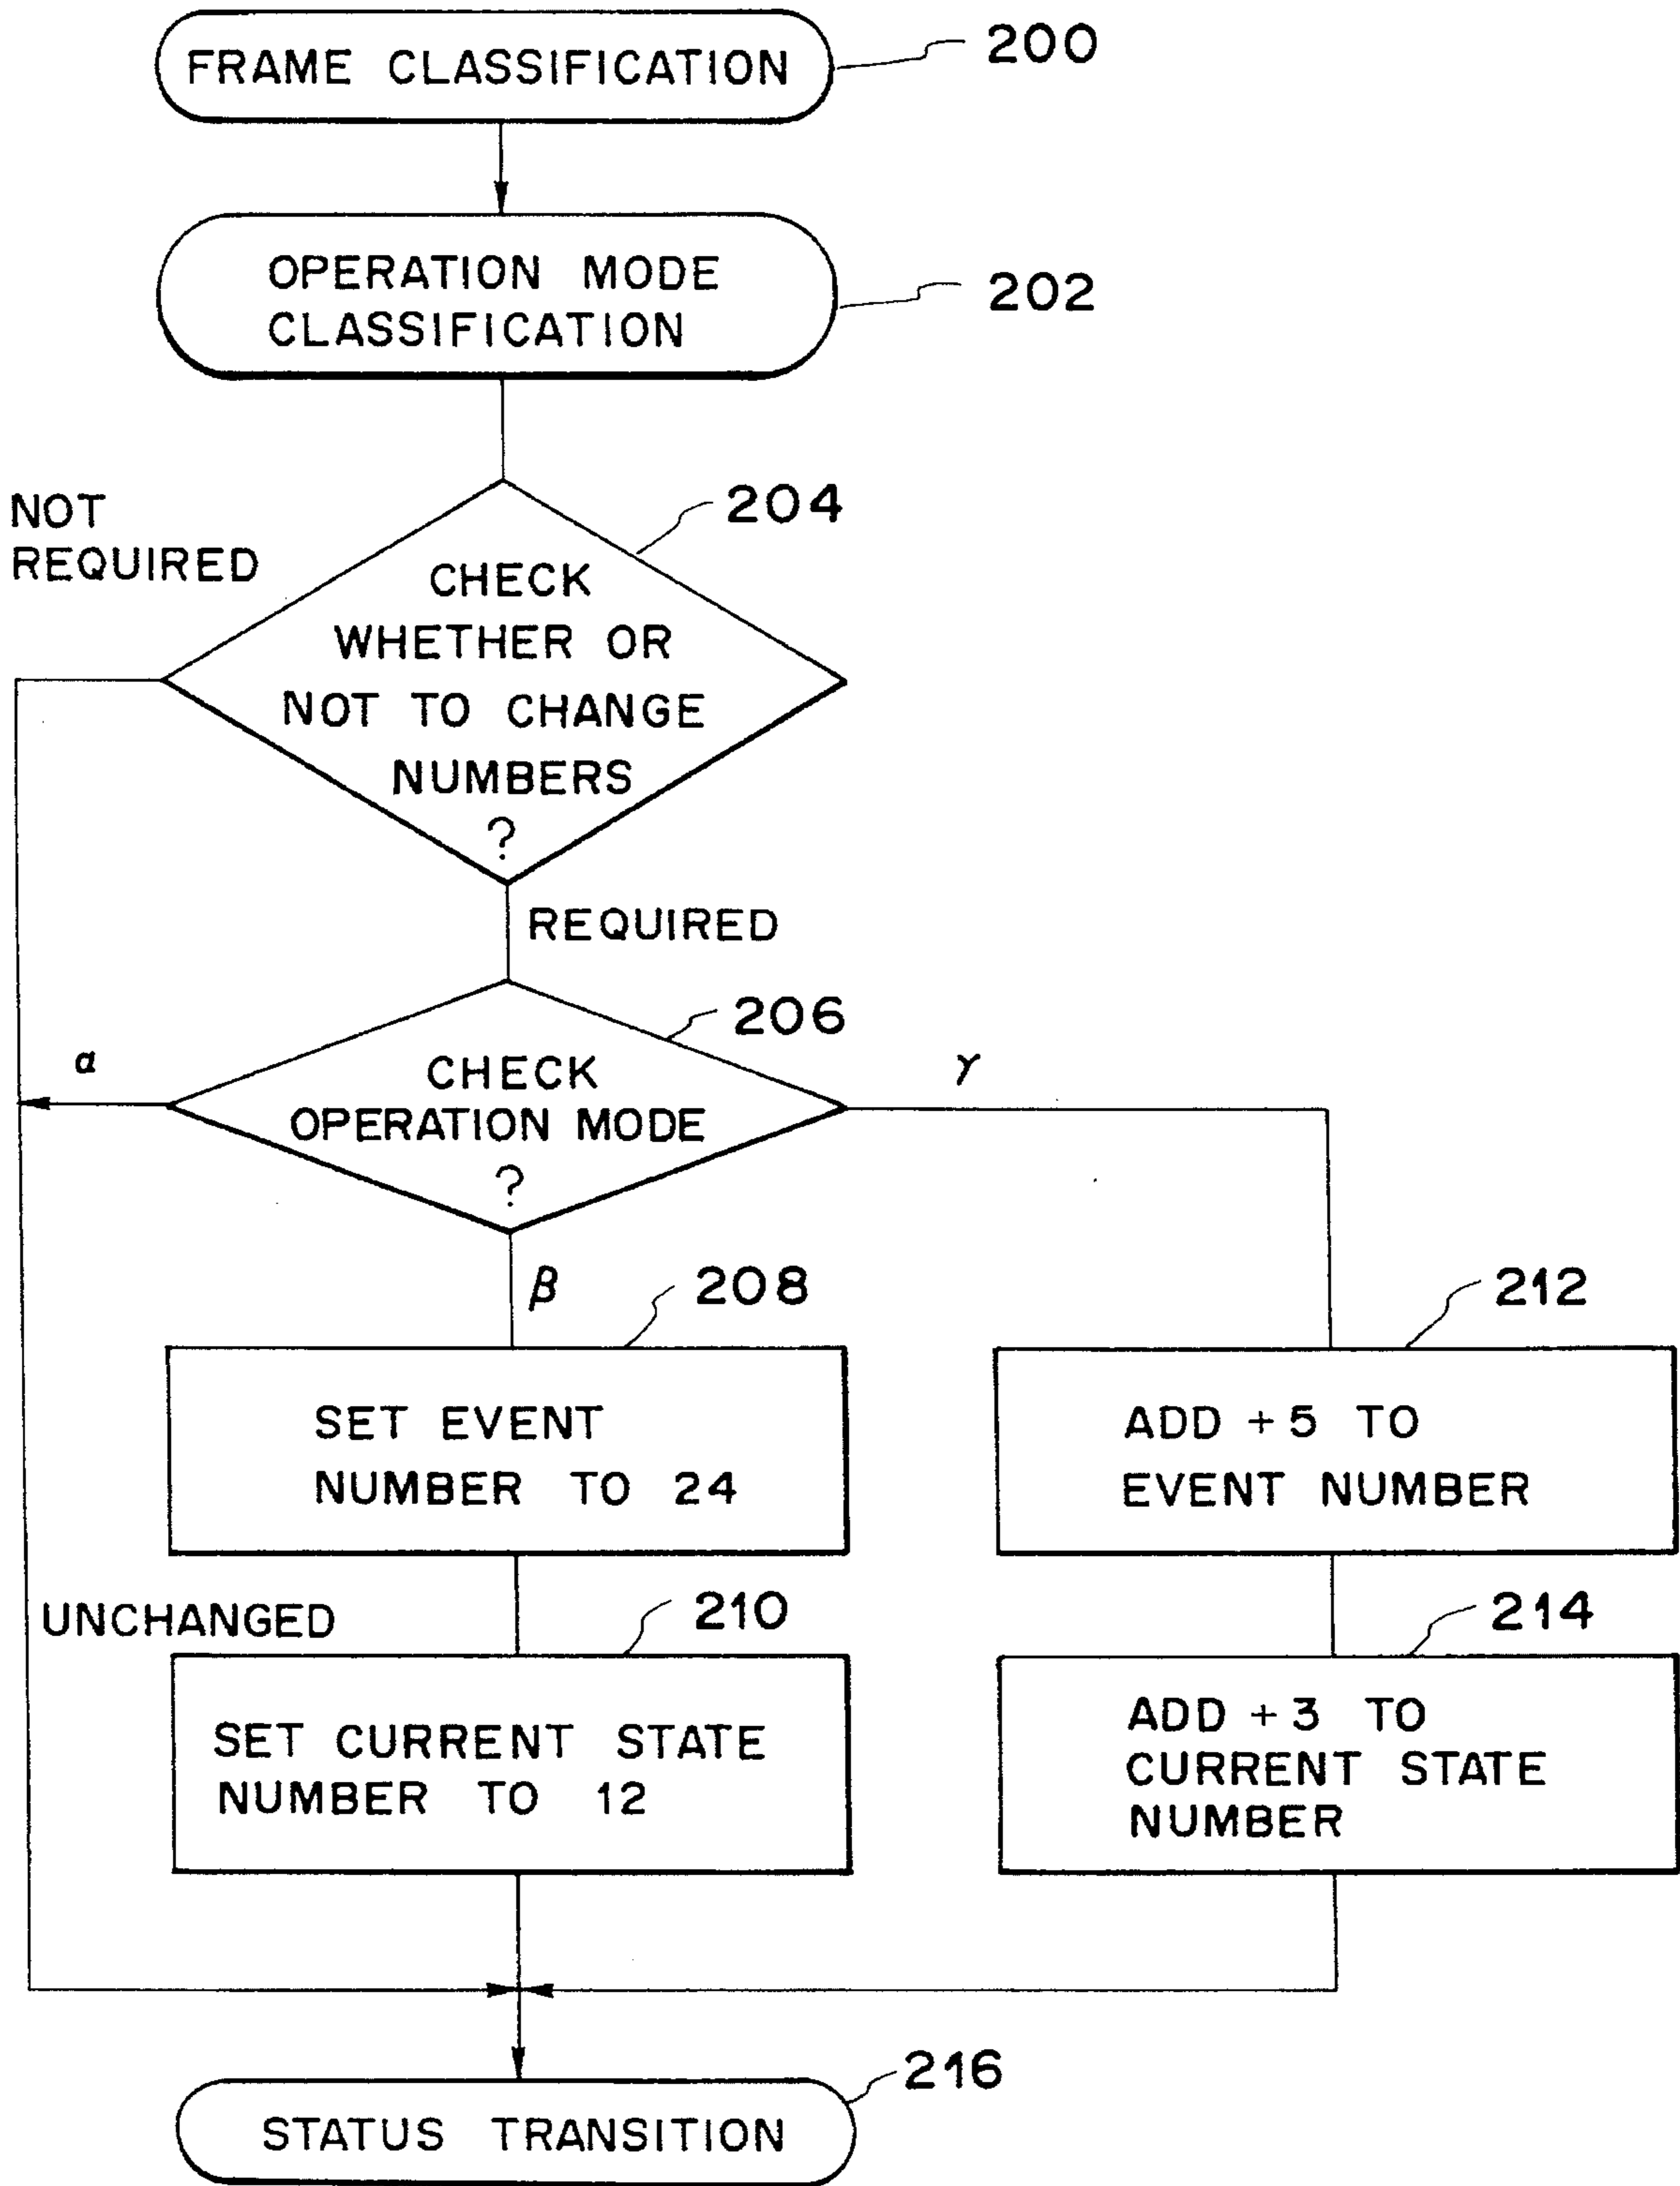 FRAME CLASSIFICATION
200
OPERATION MODE
CLASSIFICATION
202
NOT
REQUIRED
204
CHECK
WHETHER OR
NOT TO CHANGE
NUMBERS
?
REQUIRED
206
α
CHECK
OPERATION MODE
?
γ
β
208
212
SET EVENT
NUMBER TO 24
ADD +5 TO
EVENT NUMBER
UNCHANGED
210
214
SET CURRENT STATE
NUMBER TO 12
ADD +3 TO
CURRENT STATE
NUMBER
216
STATUS TRANSITION